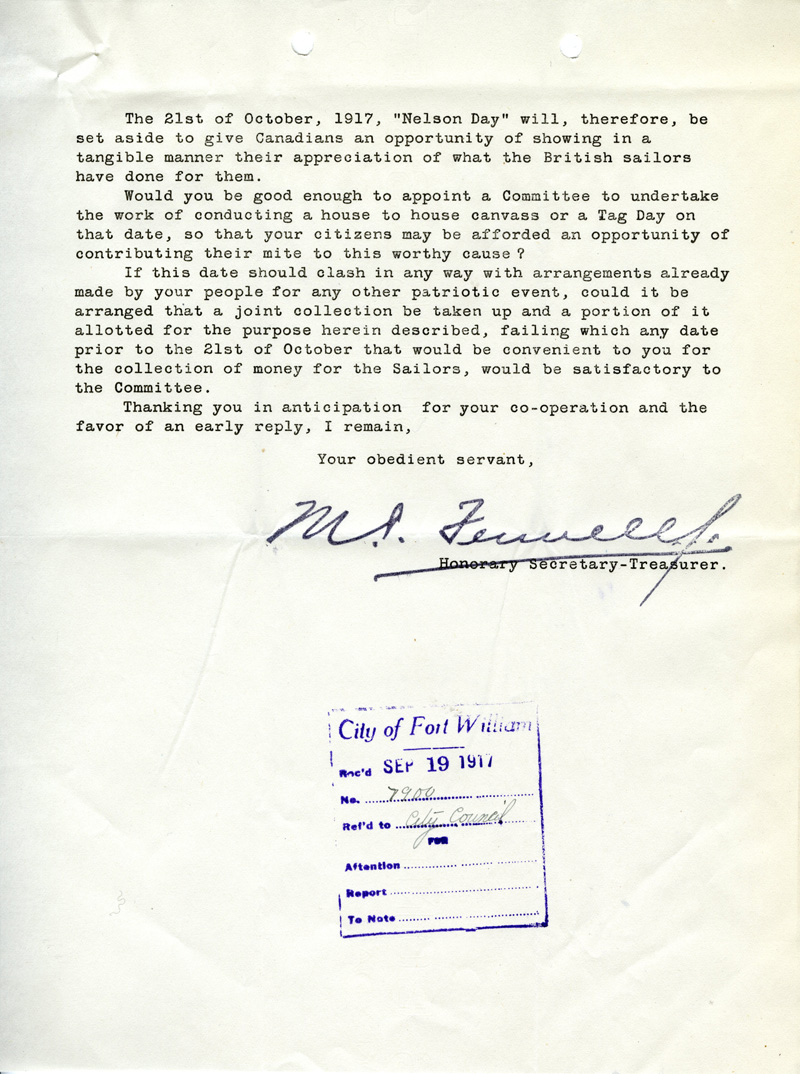 The 21st of October, 1917, "Nelson Day" will, therefore, be
set aside to give Canadians an opportunity of showing in a
tangible manner their appreciation of what the British sailors
have done for them.
Would you be good enough to appoint a Committee to undertake
the work of conducting a house to house canvass or a Tag Day on
that date, so that your citizens may be afforded an opportunity of
contributing their mite to this worthy cause ?
If this date should clash in any way with arrangements already
made by your people for any other patriotic event, could it be
arranged that a joint collection be taken up and a portion of it
allotted for the purpose herein described, failing which any date
prior to the 21st of October that would be convenient to you for
the collection of money for the Sailors, would be satisfactory to
the Committee.
Thanking you in anticipation for your co-operation and the
favor of an early reply, I remain,
Your obedient servant,
Honorary Secretary-Treasurer.
City of Fort William
Rec'd SEP 19 1917
No. 7900
Ref'd to City Council
FOR
Attention
Report
To Note